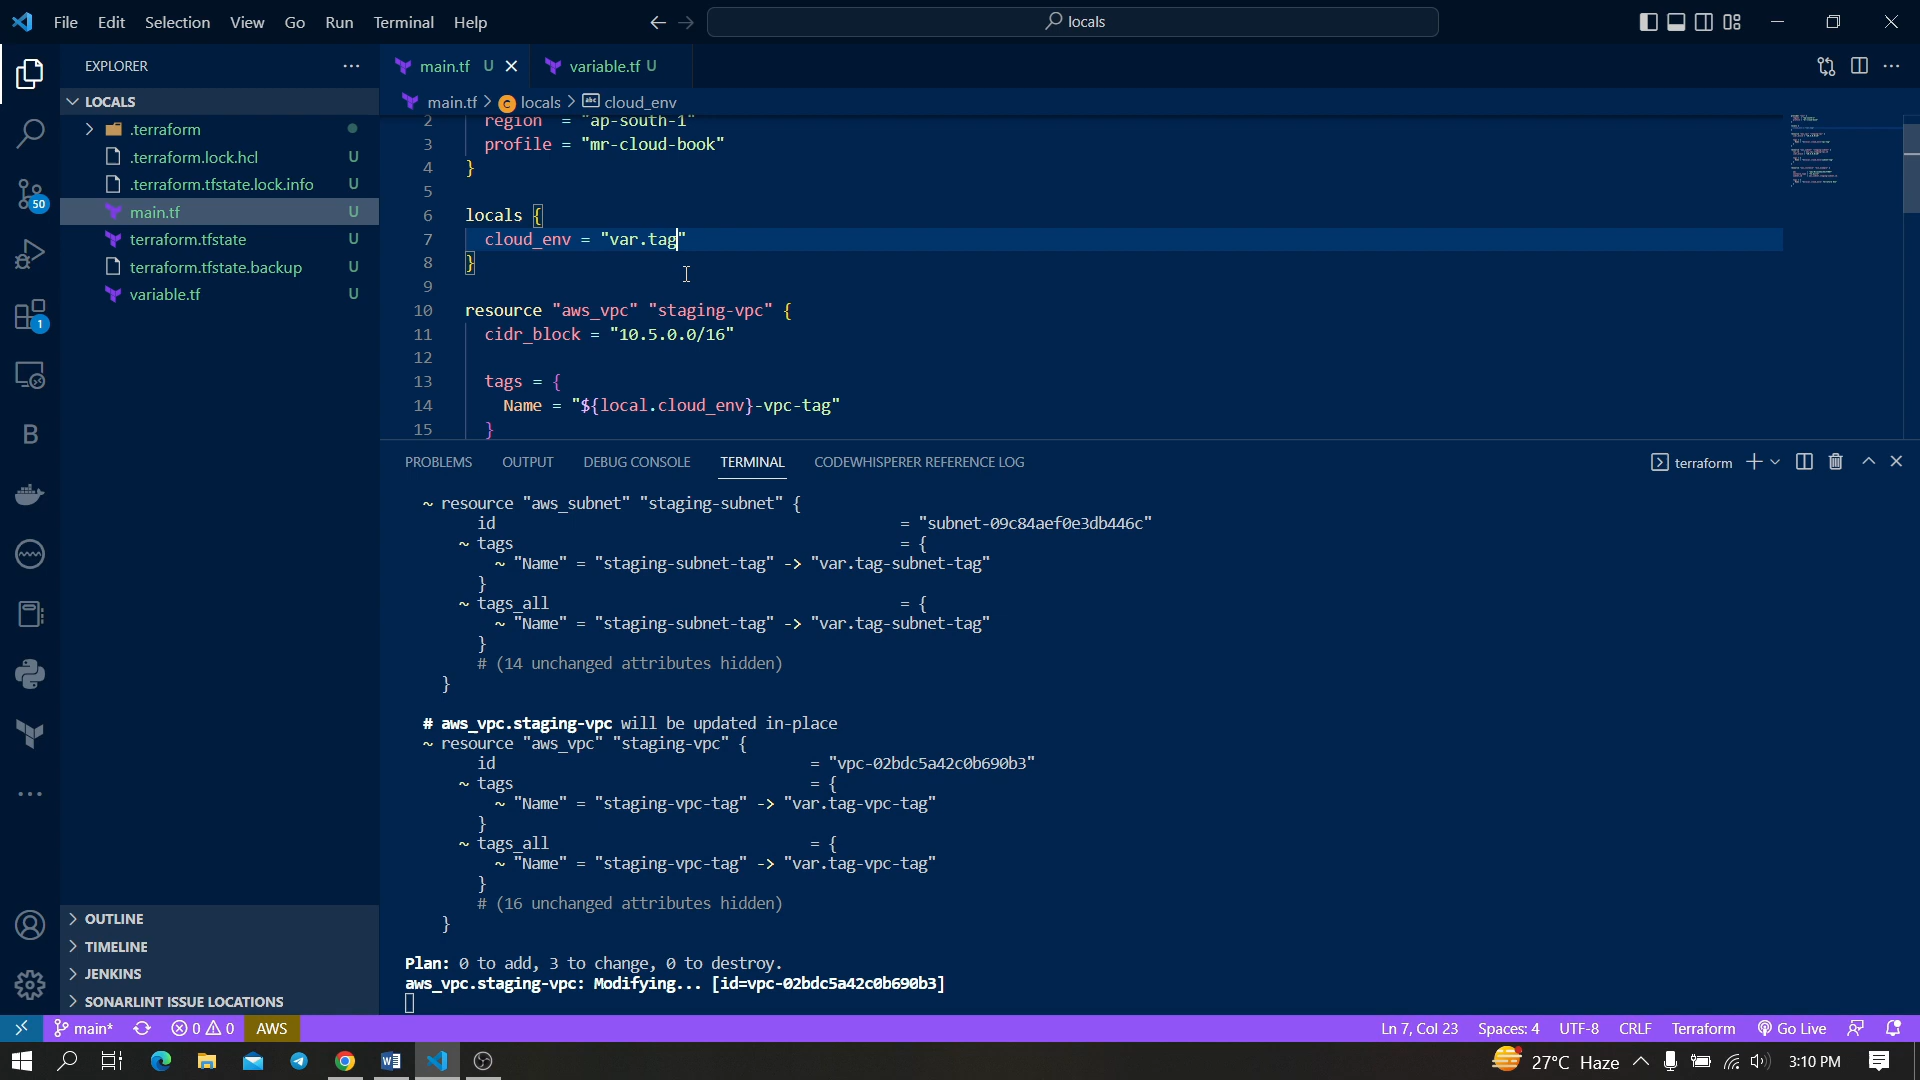 File Edit Selection View Go Run Terminal Help
locals
EXPLORER
main.tf U
variable.tf U
LOCALS
main.tf > locals > cloud_env
.terraform
.terraform.lock.hcl U
.terraform.tfstate.lock.info U
main.tf U
terraform.tfstate U
terraform.tfstate.backup U
variable.tf U
50
1
B
2 region = "ap-south-1"
3 profile = "mr-cloud-book"
4 }
5
6 locals {
7 cloud_env = "var.tag"
8 }
9
10 resource "aws_vpc" "staging-vpc" {
11 cidr_block = "10.5.0.0/16"
12
13 tags = {
14 Name = "${local.cloud_env}-vpc-tag"
15 }
PROBLEMS OUTPUT DEBUG CONSOLE TERMINAL CODEWHISPERER REFERENCE LOG
terraform
~ resource "aws_subnet" "staging-subnet" {
id = "subnet-09c84aef0e3db446c"
~ tags = {
~ "Name" = "staging-subnet-tag" -> "var.tag-subnet-tag"
}
~ tags_all = {
~ "Name" = "staging-subnet-tag" -> "var.tag-subnet-tag"
}
# (14 unchanged attributes hidden)
}
# aws_vpc.staging-vpc will be updated in-place
~ resource "aws_vpc" "staging-vpc" {
id = "vpc-02bdc5a42c0b690b3"
~ tags = {
~ "Name" = "staging-vpc-tag" -> "var.tag-vpc-tag"
}
~ tags_all = {
~ "Name" = "staging-vpc-tag" -> "var.tag-vpc-tag"
}
# (16 unchanged attributes hidden)
}
Plan: 0 to add, 3 to change, 0 to destroy.
aws_vpc.staging-vpc: Modifying... [id=vpc-02bdc5a42c0b690b3]
OUTLINE
TIMELINE
JENKINS
SONARLINT ISSUE LOCATIONS
main* 0 0 AWS
Ln 7, Col 23 Spaces: 4 UTF-8 CRLF Terraform Go Live
27°C Haze 3:10 PM